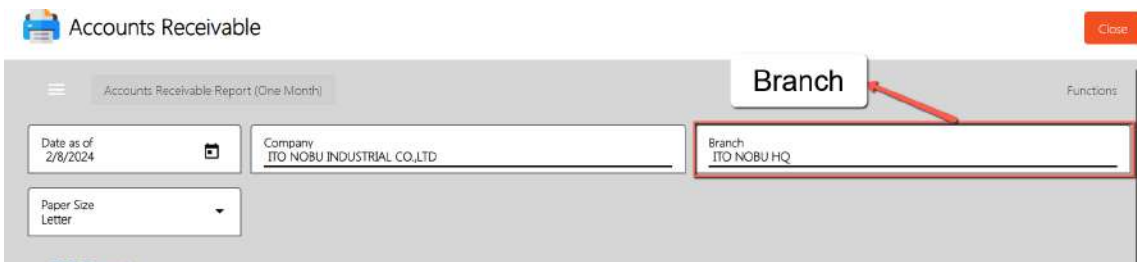 Accounts Receivable
Close
Accounts Receivable Report (One Month)
Branch
Functions
Date as of
2/8/2024
Company
ITO NOBU INDUSTRIAL CO.,LTD
Branch
ITO NOBU HQ
Paper Size
Letter